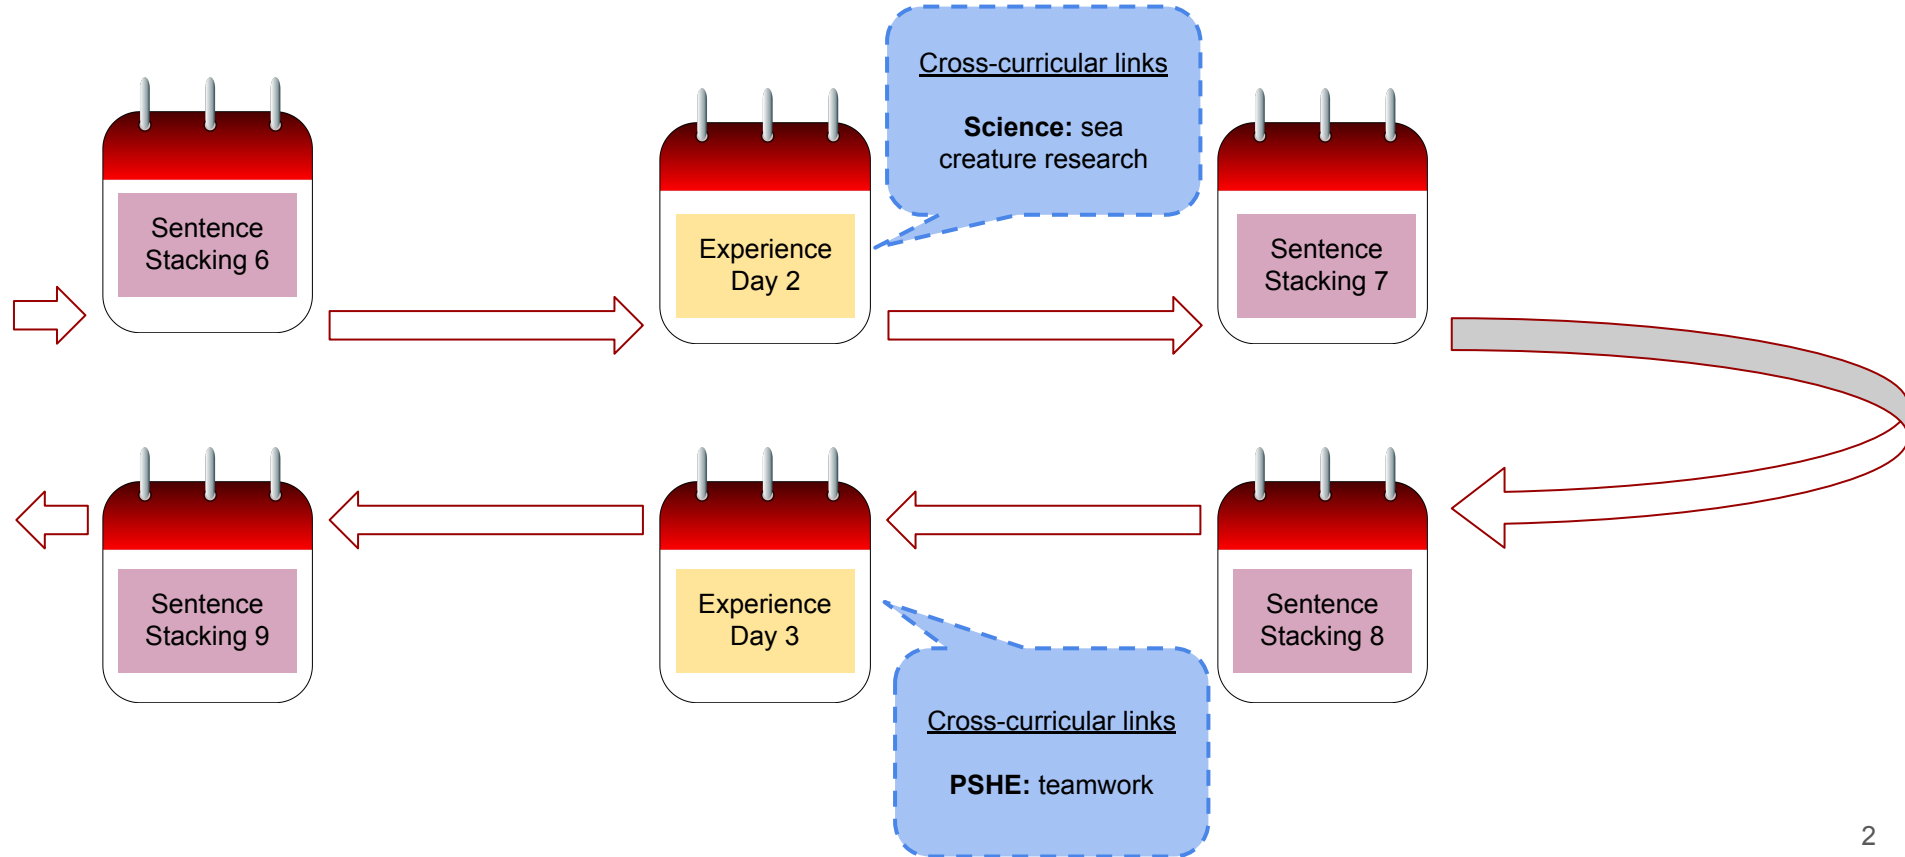 Cross-curricular links
Science: sea
creature research
Sentence
Stacking 6
Experience
Day 2
Sentence
Stacking 7
Sentence
Stacking 9
Experience
Day 3
Sentence
Stacking 8
Cross-curricular links
PSHE: teamwork
2